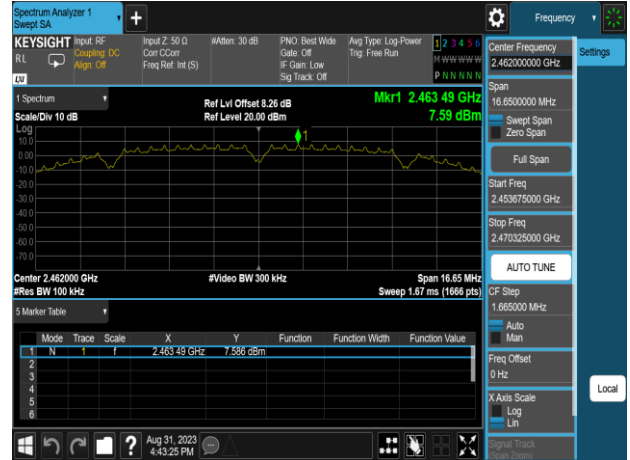 Spectrum Analyzer 1
Swept SA
Frequency
KEYSIGHT
Input: RF
Coupling: DC
Align: Off
Input Z: 50 Ω
Corr CCorr
Freq Ref: Int (S)
#Atten: 30 dB
PNO: Best Wide
Gate: Off
IF Gain: Low
Sig Track: Off
Avg Type: Log-Power
Trig: Free Run
1 2 3 4 5 6
M W W W W W
P N N N N N
RL
LXI
Center Frequency
2.462000000 GHz
Settings
Span
16.6500000 MHz
Swept Span
Zero Span
Full Span
Start Freq
2.453675000 GHz
Stop Freq
2.470325000 GHz
AUTO TUNE
CF Step
1.665000 MHz
Auto
Man
Freq Offset
0 Hz
X Axis Scale
Log
Lin
Local
Signal Track
(Span Zoom)
1 Spectrum
Scale/Div 10 dB
Ref Lvl Offset 8.26 dB
Ref Level 20.00 dBm
Mkr1 2.463 49 GHz
7.59 dBm
Log
10.0
0.00
-10.0
-20.0
-30.0
-40.0
-50.0
-60.0
-70.0
1
Center 2.462000 GHz
#Res BW 100 kHz
#Video BW 300 kHz
Span 16.65 MHz
Sweep 1.67 ms (1666 pts)
5 Marker Table
Mode Trace Scale X Y Function Function Width Function Value
1 N 1 f 2.463 49 GHz 7.586 dBm
2
3
4
5
6
?
Aug 31, 2023
4:43:25 PM